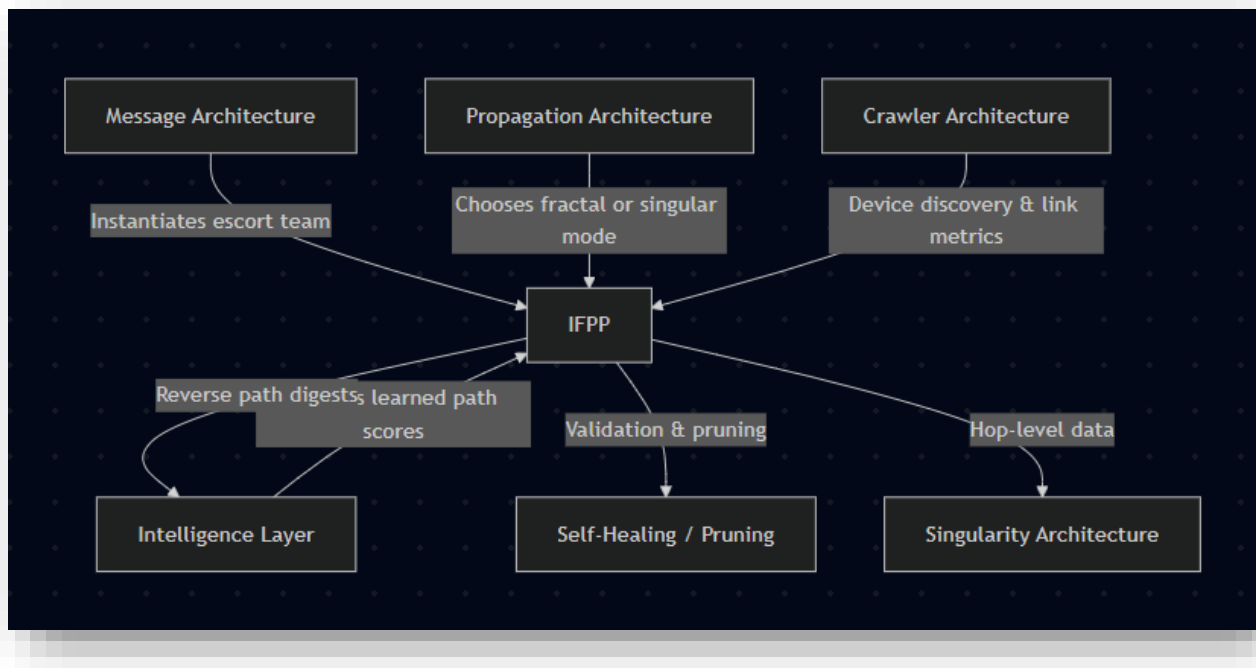 Message Architecture
Propagation Architecture
Crawler Architecture
Instantiates escort team
Chooses fractal or singular
mode
Device discovery & link
metrics
IFPP
Reverse path digests
learned path
scores
Validation & pruning
Hop-level data
Intelligence Layer
Self-Healing / Pruning
Singularity Architecture